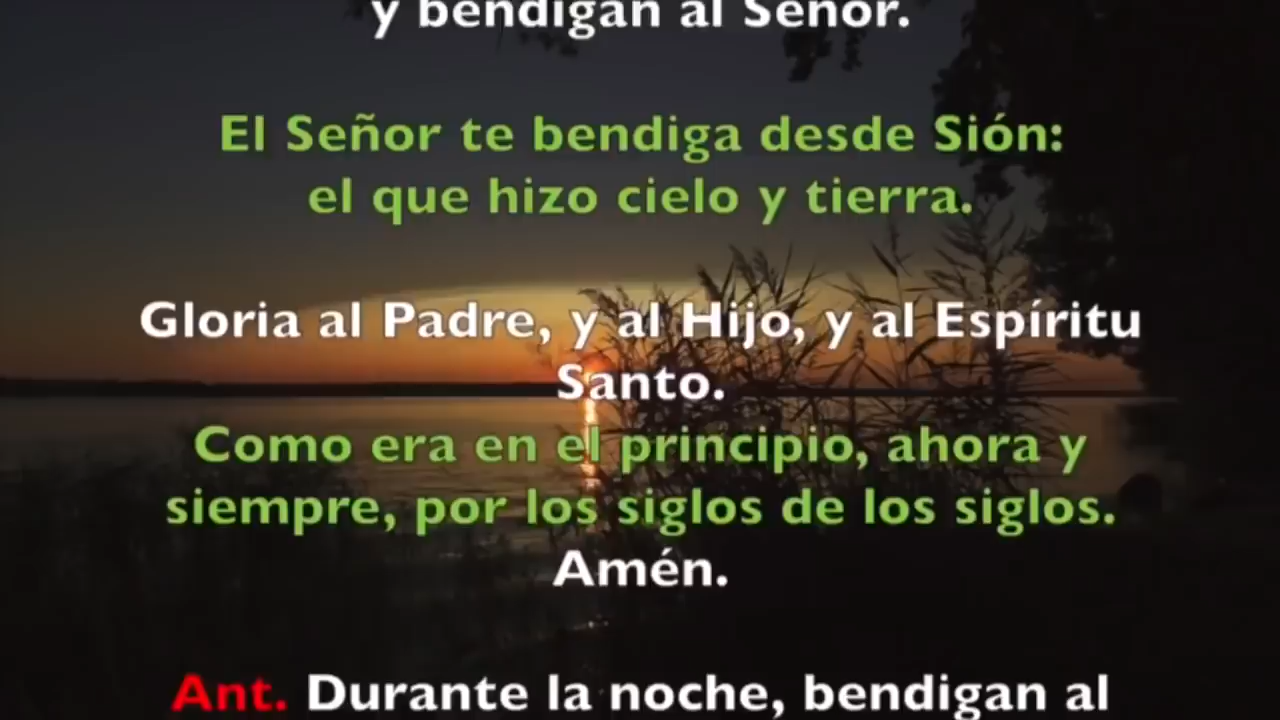 y bendigan al Señor.
El Señor te bendiga desde Sión:
el que hizo cielo y tierra.
Gloria al Padre, y al Hijo, y al Espíritu
Santo.
Como era en el principio, ahora y
siempre, por los siglos de los siglos.
Amén.
Ant. Durante la noche, bendigan al